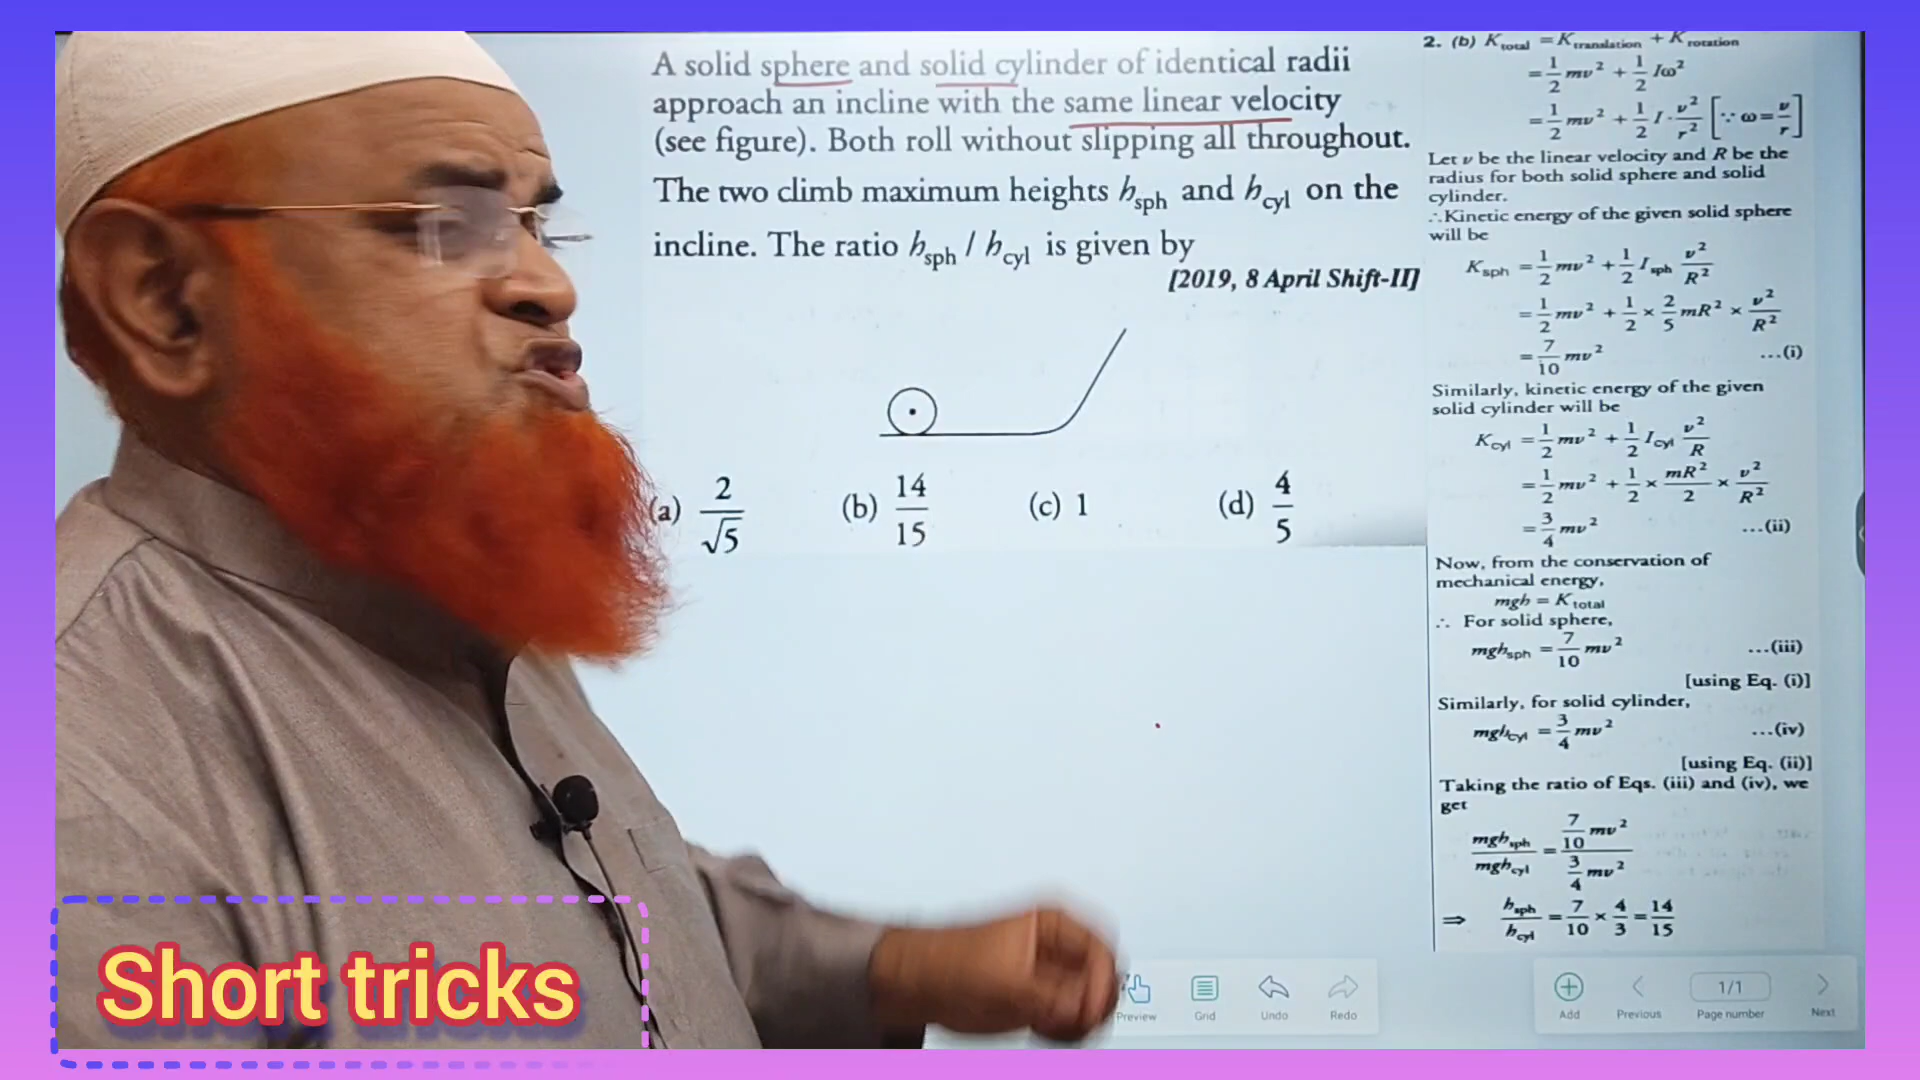 A solid sphere and solid cylinder of identical radii
approach an incline with the same linear velocity
(see figure). Both roll without slipping all throughout.
The two climb maximum heights h_sph and h_cyl on the
incline. The ratio h_sph / h_cyl is given by
[2019, 8 April Shift-II]
(a) 2/√5 (b) 14/15 (c) 1 (d) 4/5
2. (b) K_total = K_translation + K_rotation
= 1/2 mv² + 1/2 Iω²
= 1/2 mv² + 1/2 I · v²/r² [∵ ω = v/r]
Let v be the linear velocity and R be the
radius for both solid sphere and solid
cylinder.
∴ Kinetic energy of the given solid sphere
will be
K_sph = 1/2 mv² + 1/2 I_sph v²/R²
= 1/2 mv² + 1/2 × 2/5 mR² × v²/R²
= 7/10 mv² ...(i)
Similarly, kinetic energy of the given
solid cylinder will be
K_cyl = 1/2 mv² + 1/2 I_cyl v²/R
= 1/2 mv² + 1/2 × mR²/2 × v²/R²
= 3/4 mv² ...(ii)
Now, from the conservation of
mechanical energy,
mgh = K_total
∴ For solid sphere,
mgh_sph = 7/10 mv² ...(iii)
[using Eq. (i)]
Similarly, for solid cylinder,
mgh_cyl = 3/4 mv² ...(iv)
[using Eq. (ii)]
Taking the ratio of Eqs. (iii) and (iv), we
get
mgh_sph/mgh_cyl = 7/10 mv² / 3/4 mv²
⇒ h_sph/h_cyl = 7/10 × 4/3 = 14/15
Short tricks
Preview Grid Undo Redo
Add Previous 1/1 Page number Next